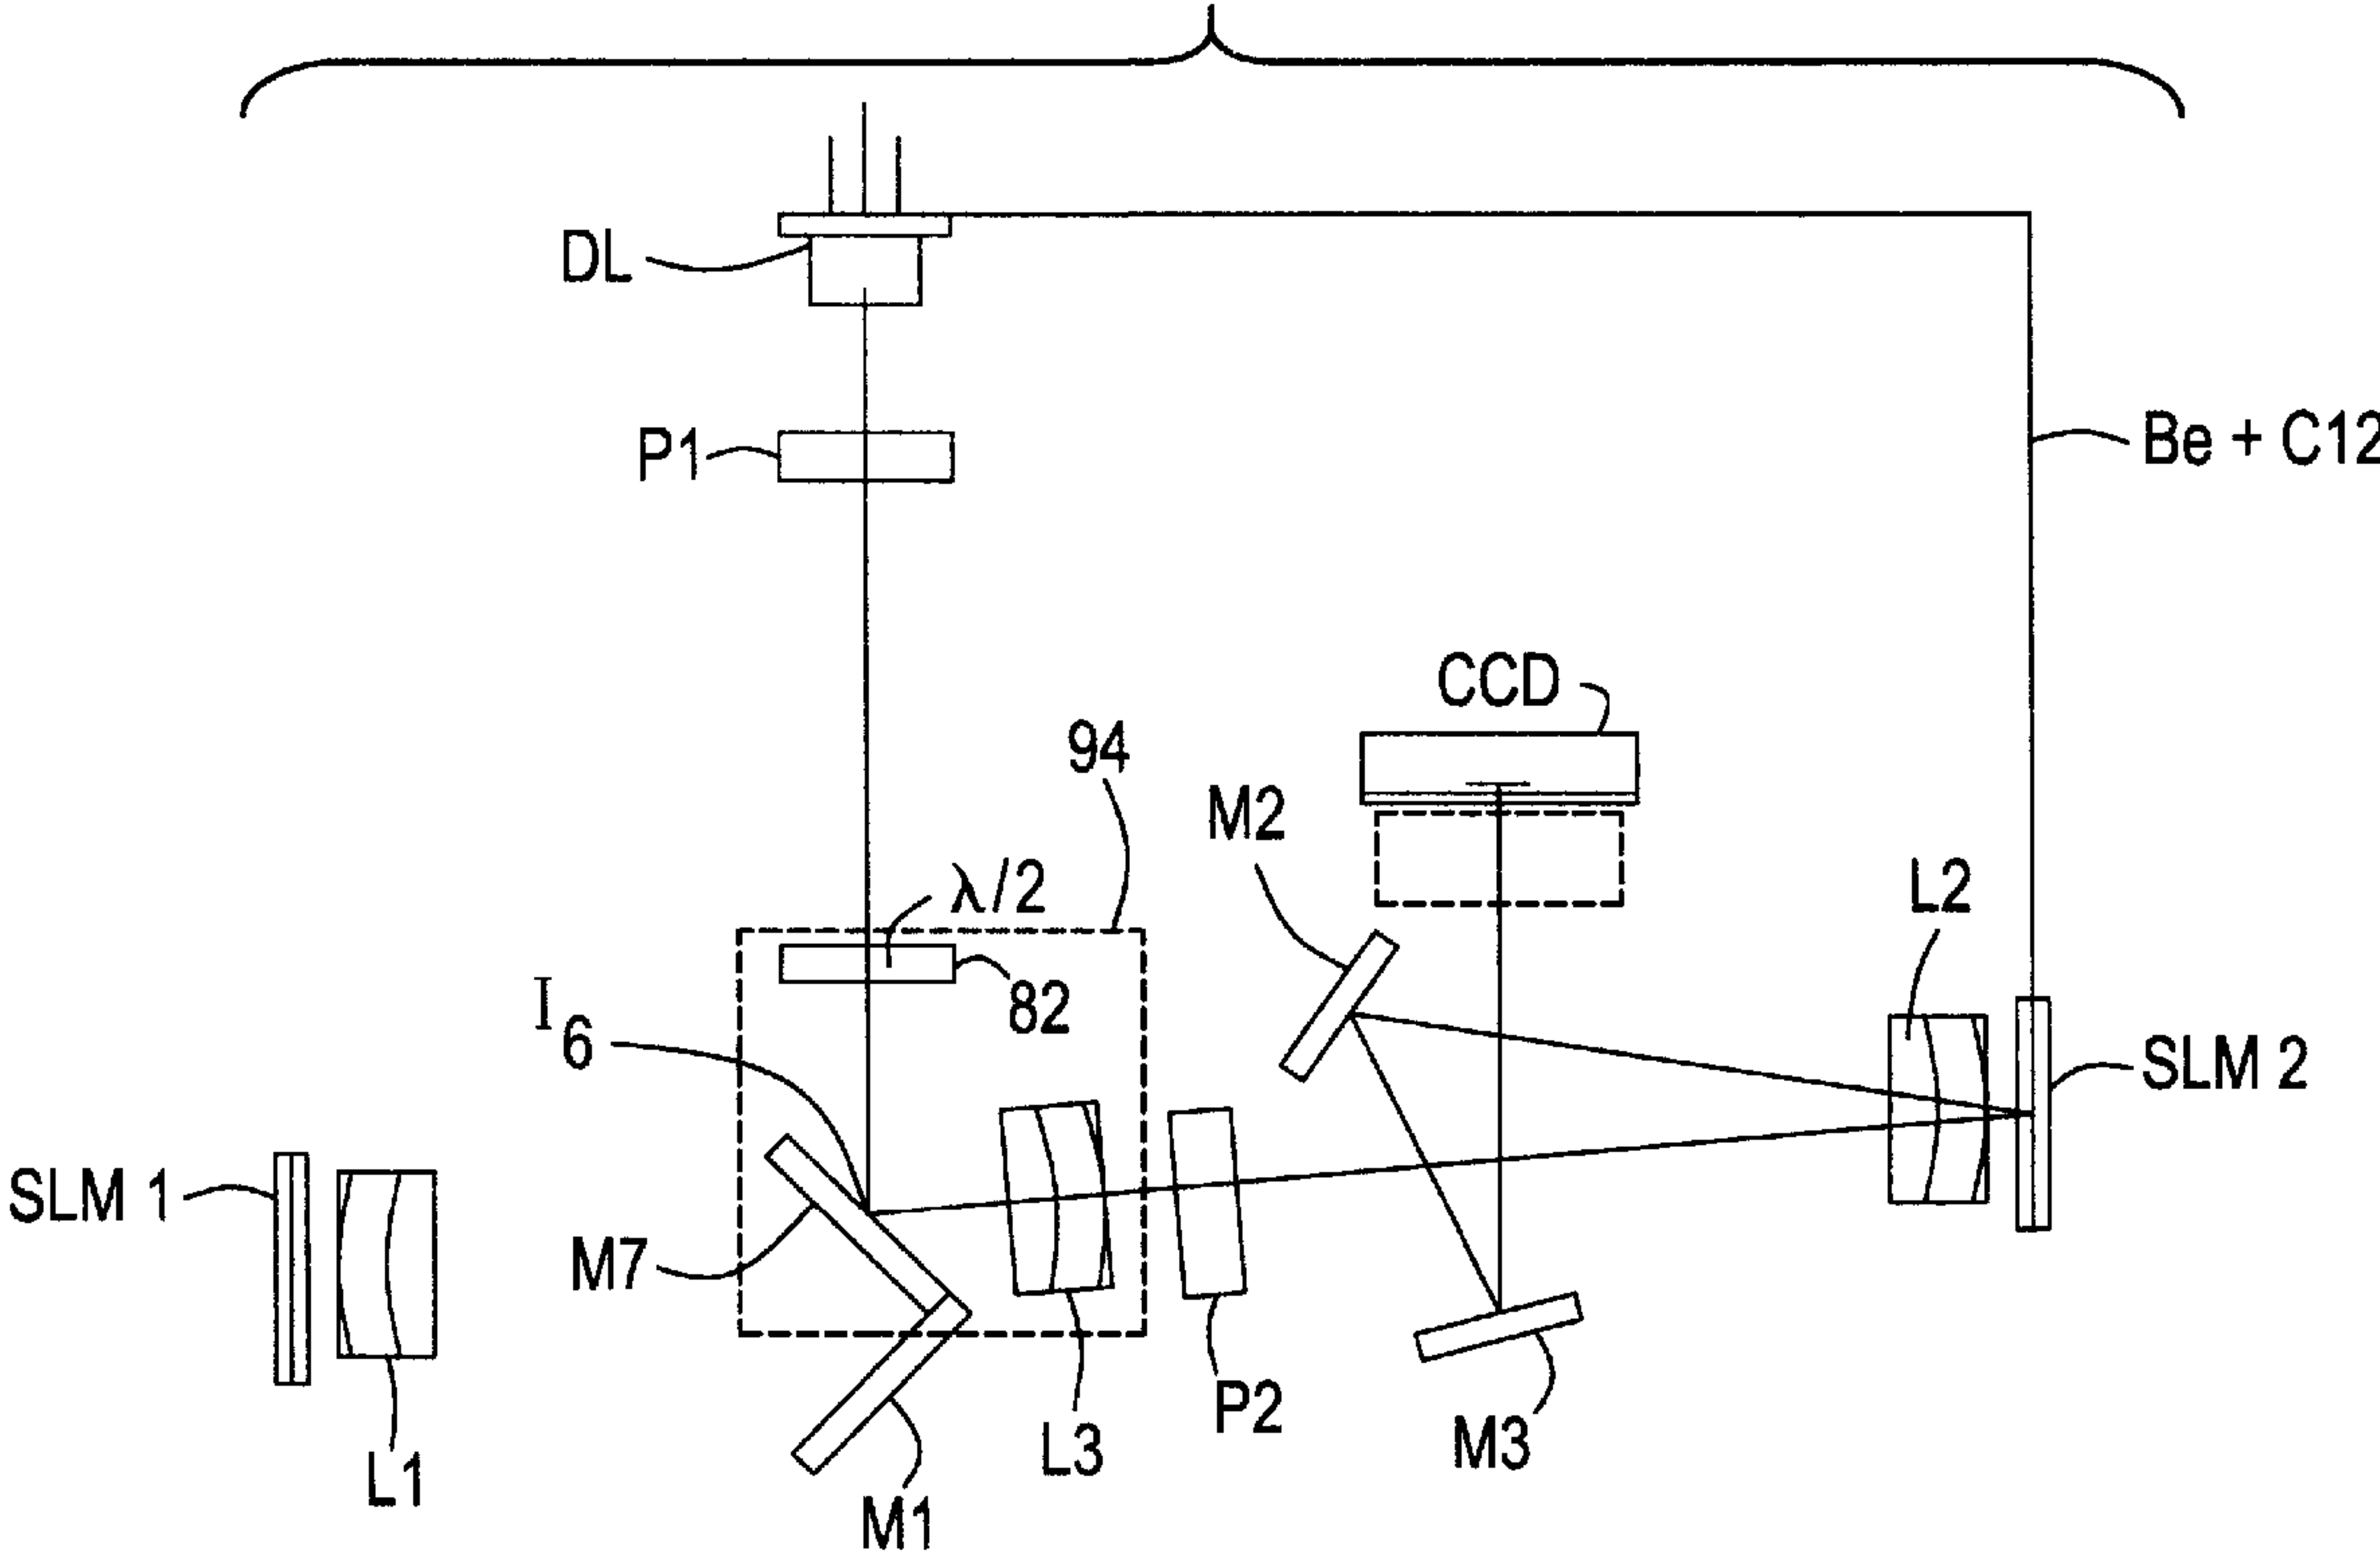 DL
P1
Be + C12
CCD
94
M2
λ/2
L2
82
I6
SLM 2
SLM 1
M7
P2
L3
M3
L1
M1